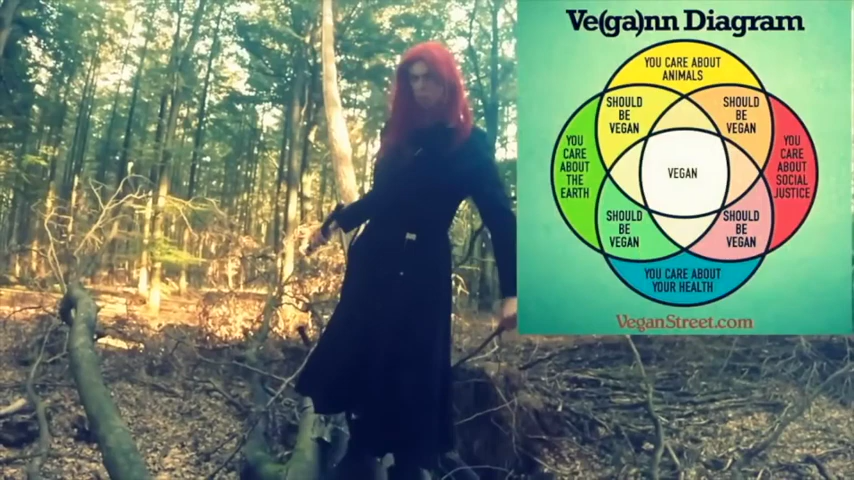 Ve(ga)nn Diagram
YOU CARE ABOUT
ANIMALS
SHOULD
BE
VEGAN
SHOULD
BE
VEGAN
YOU
CARE
ABOUT
THE
EARTH
VEGAN
YOU
CARE
ABOUT
SOCIAL
JUSTICE
SHOULD
BE
VEGAN
SHOULD
BE
VEGAN
YOU CARE ABOUT
YOUR HEALTH
VeganStreet.com